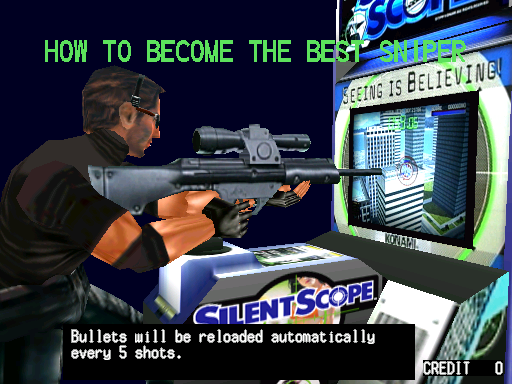 SCOPE
HOW TO BECOME THE BEST SNIPER
SEEING IS BELIEVING!
KONAMI
SILENT SCOPE
Bullets will be reloaded automatically
every 5 shots.
CREDIT 0